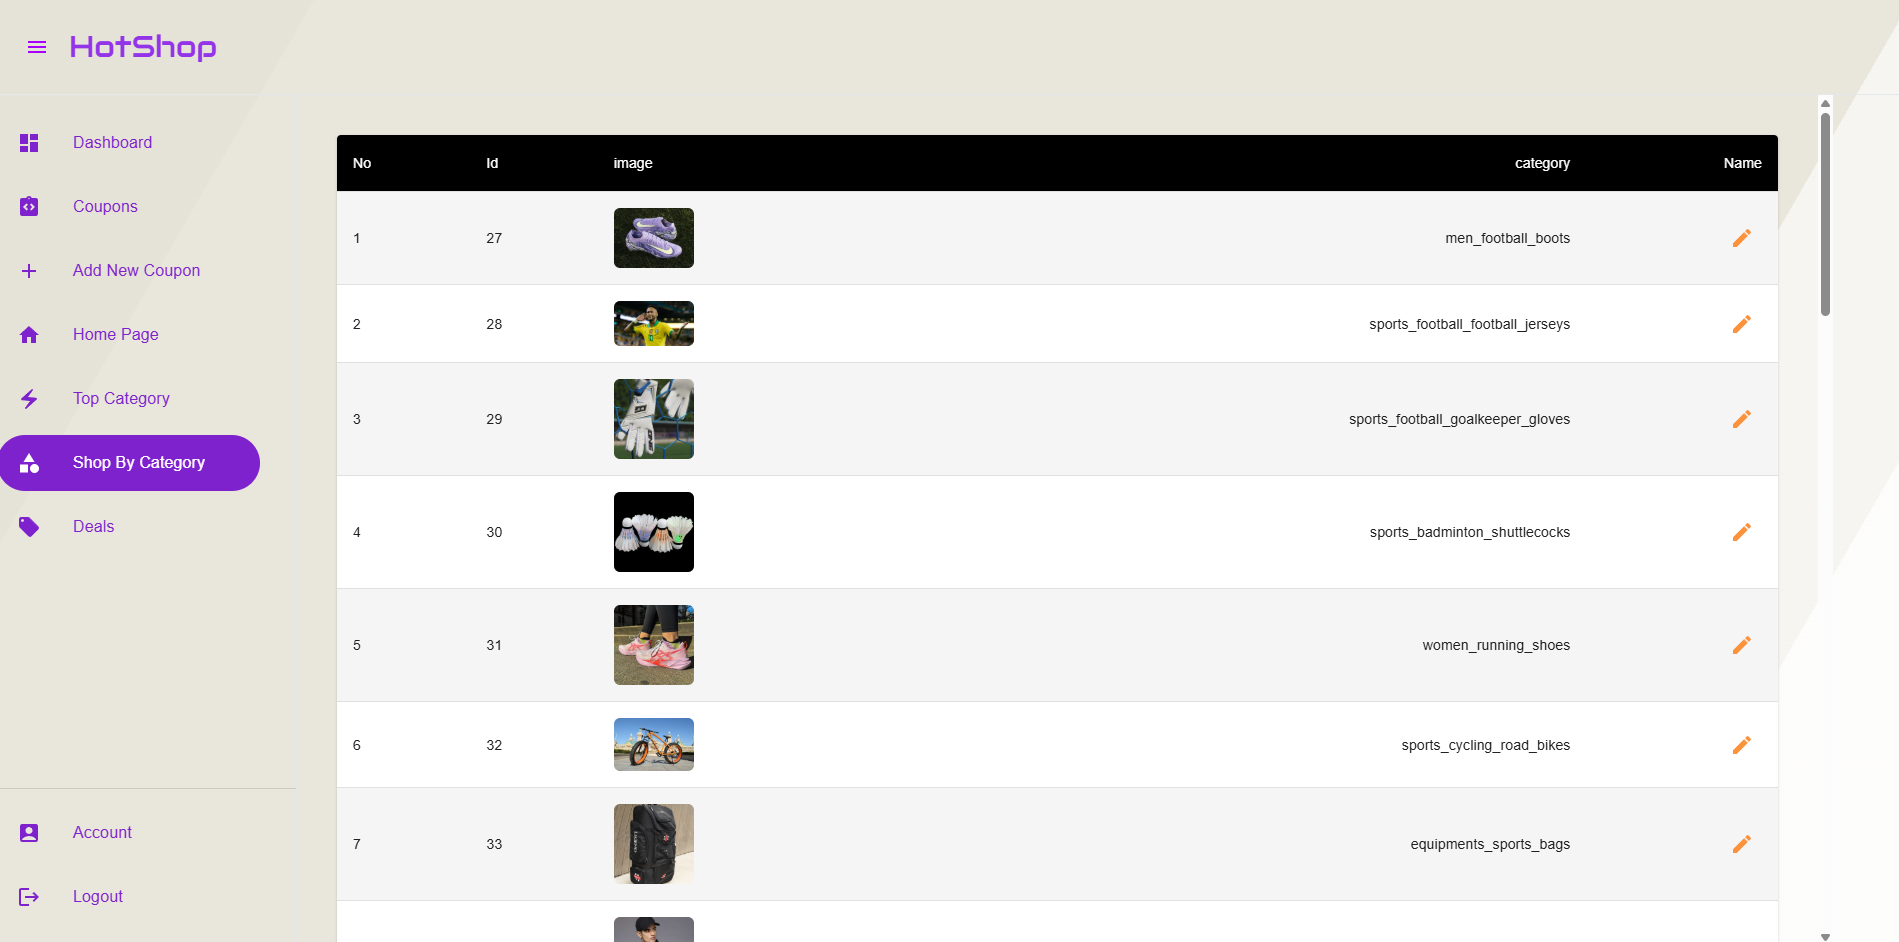 HotShop
Dashboard
Coupons
Add New Coupon
Home Page
Top Category
Shop By Category
Deals
Account
Logout
No Id image category Name
1 27 men_football_boots
2 28 sports_football_football_jerseys
3 29 sports_football_goalkeeper_gloves
4 30 sports_badminton_shuttlecocks
5 31 women_running_shoes
6 32 sports_cycling_road_bikes
7 33 equipments_sports_bags